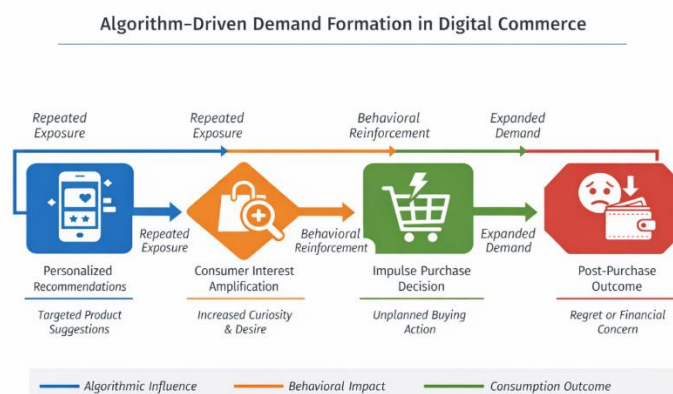 Algorithm-Driven Demand Formation in Digital Commerce
Repeated
Exposure
Repeated
Exposure
Behavioral
Reinforcement
Expanded
Demand
Repeated
Exposure
Behavioral
Reinforcement
Expanded
Demand
Personalized
Recommendations
Consumer Interest
Amplification
Impulse Purchase
Decision
Post-Purchase
Outcome
Targeted Product
Suggestions
Increased Curiosity
& Desire
Unplanned Buying
Action
Regret or Financial
Concern
Algorithmic Influence
Behavioral Impact
Consumption Outcome